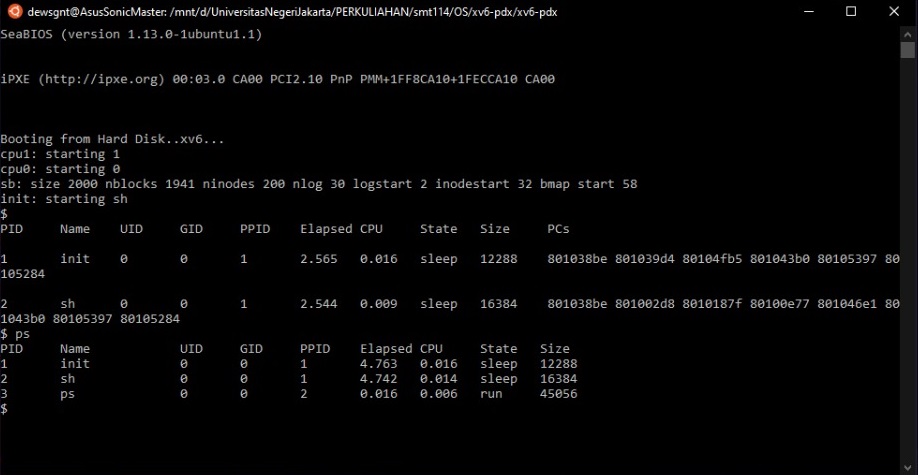 dewsgnt@AsusSonicMaster: /mnt/d/UniversitasNegeriJakarta/PERKULIAHAN/smt114/OS/xv6-pdx/xv6-pdx
SeaBIOS (version 1.13.0-1ubuntu1.1)
iPXE (http://ipxe.org) 00:03.0 CA00 PCI2.10 PnP PMM+1FF8CA10+1FECCA10 CA00
Booting from Hard Disk..xv6...
cpu1: starting 1
cpu0: starting 0
sb: size 2000 nblocks 1941 ninodes 200 nlog 30 logstart 2 inodestart 32 bmap start 58
init: starting sh
$
PID Name UID GID PPID Elapsed CPU State Size PCs
1 init 0 0 1 2.565 0.016 sleep 12288 801038be 801039d4 80104fb5 801043b0 80105397 80
105284
2 sh 0 0 1 2.544 0.009 sleep 16384 801038be 801002d8 8010187f 80100e77 801046e1 80
1043b0 80105397 80105284
$ ps
PID Name UID GID PPID Elapsed CPU State Size
1 init 0 0 1 4.763 0.016 sleep 12288
2 sh 0 0 1 4.742 0.014 sleep 16384
3 ps 0 0 2 0.016 0.006 run 45056
$